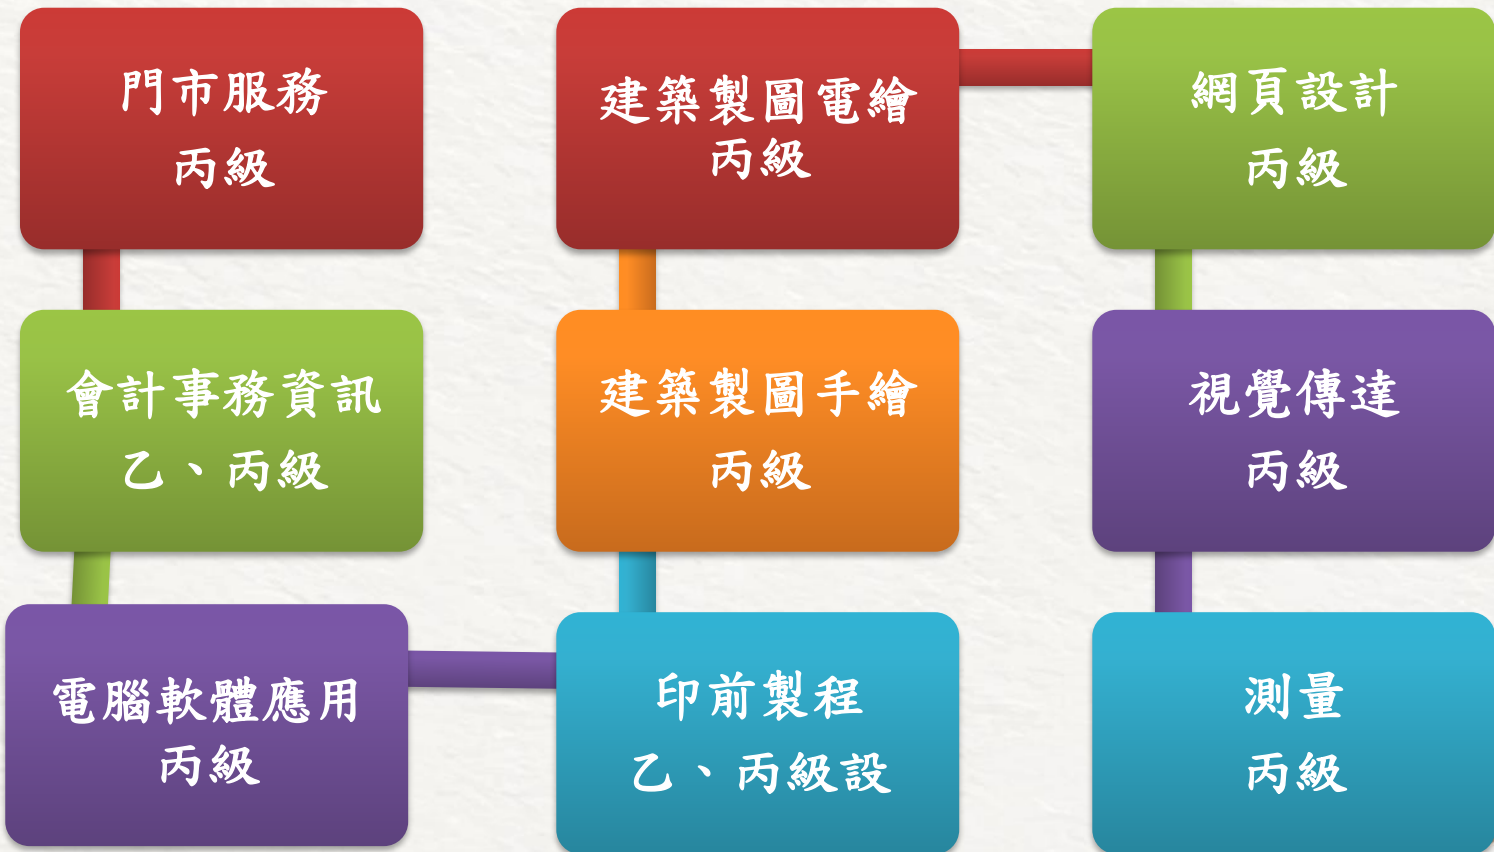 門市服務
丙級
會計事務資訊
乙、丙級
電腦軟體應用
丙級
印前製程
乙、丙級設
建築製圖手繪
丙級
建築製圖電繪
丙級
網頁設計
丙級
視覺傳達
丙級
測量
丙級